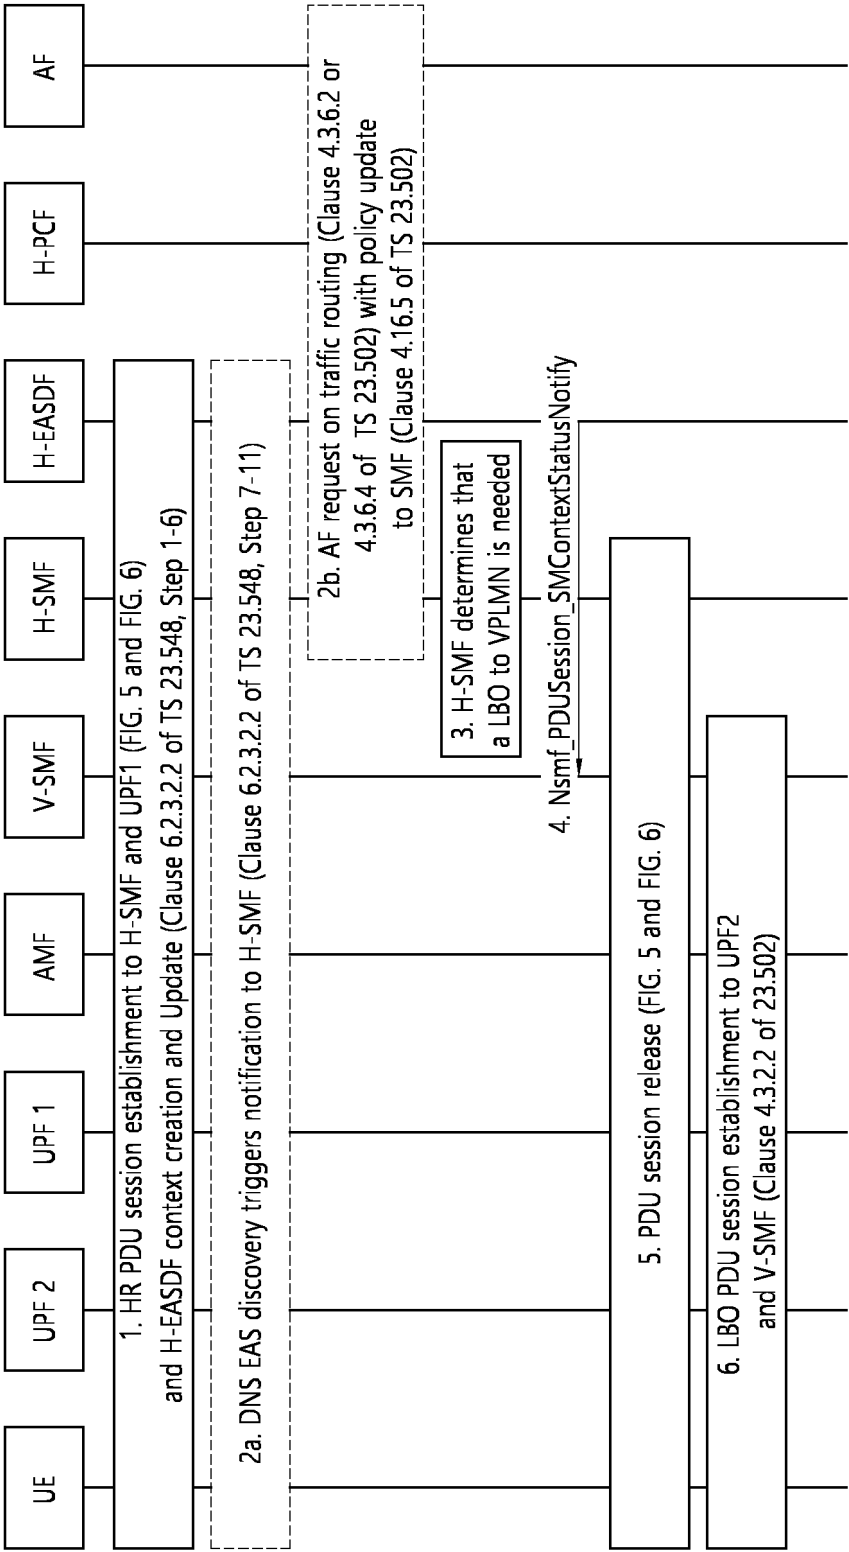 UE
UPF 2
UPF 1
AMF
V-SMF
H-SMF
H-EASDF
H-PCF
AF
1. HR PDU session establishment to H-SMF and UPF1 (FIG. 5 and FIG. 6)
and H-EASDF context creation and Update (Clause 6.2.3.2.2 of TS 23.548, Step 1-6)
2a. DNS EAS discovery triggers notification to H-SMF (Clause 6.2.3.2.2 of TS 23.548, Step 7-11)
2b. AF request on traffic routing (Clause 4.3.6.2 or
4.3.6.4 of TS 23.502) with policy update
to SMF (Clause 4.16.5 of TS 23.502)
3. H-SMF determines that
a LBO to VPLMN is needed
4. Nsmf_PDUSession_SMContextStatusNotify
5. PDU session release (FIG. 5 and FIG. 6)
6. LBO PDU session establishment to UPF2
and V-SMF (Clause 4.3.2.2 of 23.502)